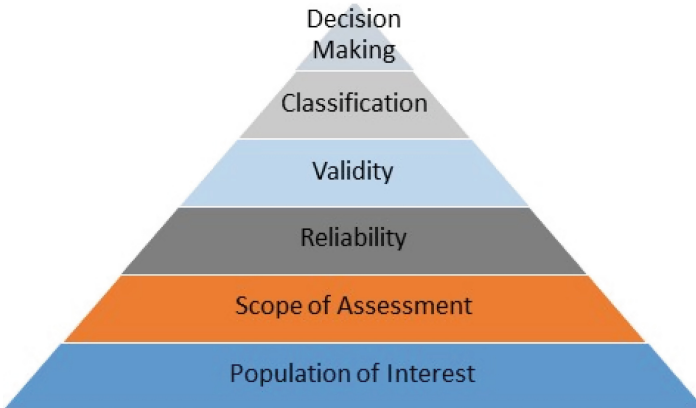 Decision
Making
Classification
Validity
Reliability
Scope of Assessment
Population of Interest